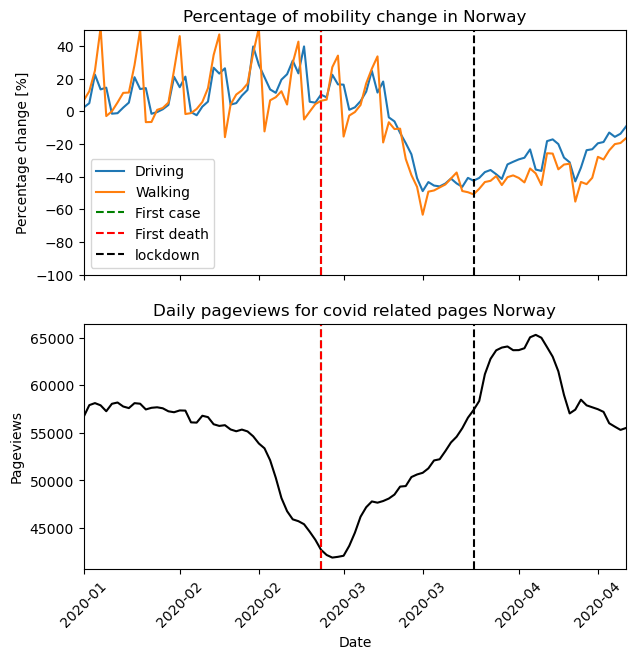 Percentage of mobility change in Norway
Percentage change [%]
40
20
0
−20
−40
−60
−80
−100
Driving
Walking
First case
First death
lockdown
Daily pageviews for covid related pages Norway
Pageviews
65000
60000
55000
50000
45000
2020-01
2020-02
2020-02
2020-03
2020-03
2020-04
2020-04
Date